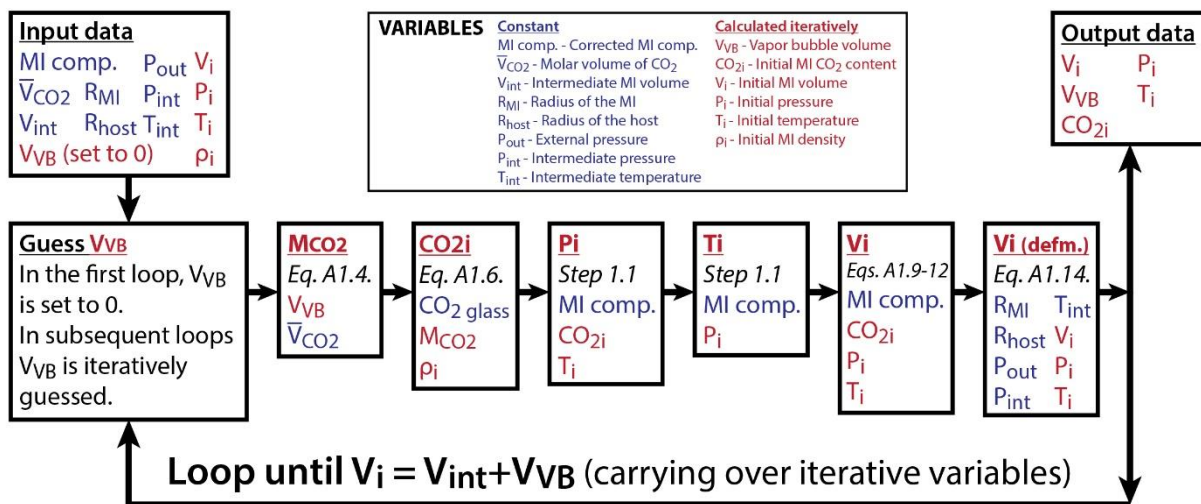 Input data
MI comp. P_out V_i
V̅_CO2 R_MI P_int P_i
V_int R_host T_int T_i
V_VB (set to 0) ρ_i
VARIABLES
Constant
MI comp. - Corrected MI comp.
V̅_CO2 - Molar volume of CO_2
V_int - Intermediate MI volume
R_MI - Radius of the MI
R_host - Radius of the host
P_out - External pressure
P_int - Intermediate pressure
T_int - Intermediate temperature
Calculated iteratively
V_VB - Vapor bubble volume
CO_2i - Initial MI CO_2 content
V_i - Initial MI volume
P_i - Initial pressure
T_i - Initial temperature
ρ_i - Initial MI density
Output data
V_i P_i
V_VB T_i
CO_2i
Guess V_VB
In the first loop, V_VB
is set to 0.
In subsequent loops
V_VB is iteratively
guessed.
M_CO2
Eq. A1.4.
V_VB
V̅_CO2
CO2i
Eq. A1.6.
CO_2 glass
M_CO2
ρ_i
Pi
Step 1.1
MI comp.
CO_2i
T_i
Ti
Step 1.1
MI comp.
P_i
Vi
Eqs. A1.9-12
MI comp.
CO_2i
P_i
T_i
Vi (defm.)
Eq. A1.14.
R_MI T_int
R_host V_i
P_out P_i
P_int T_i
Loop until V_i = V_int+V_VB (carrying over iterative variables)